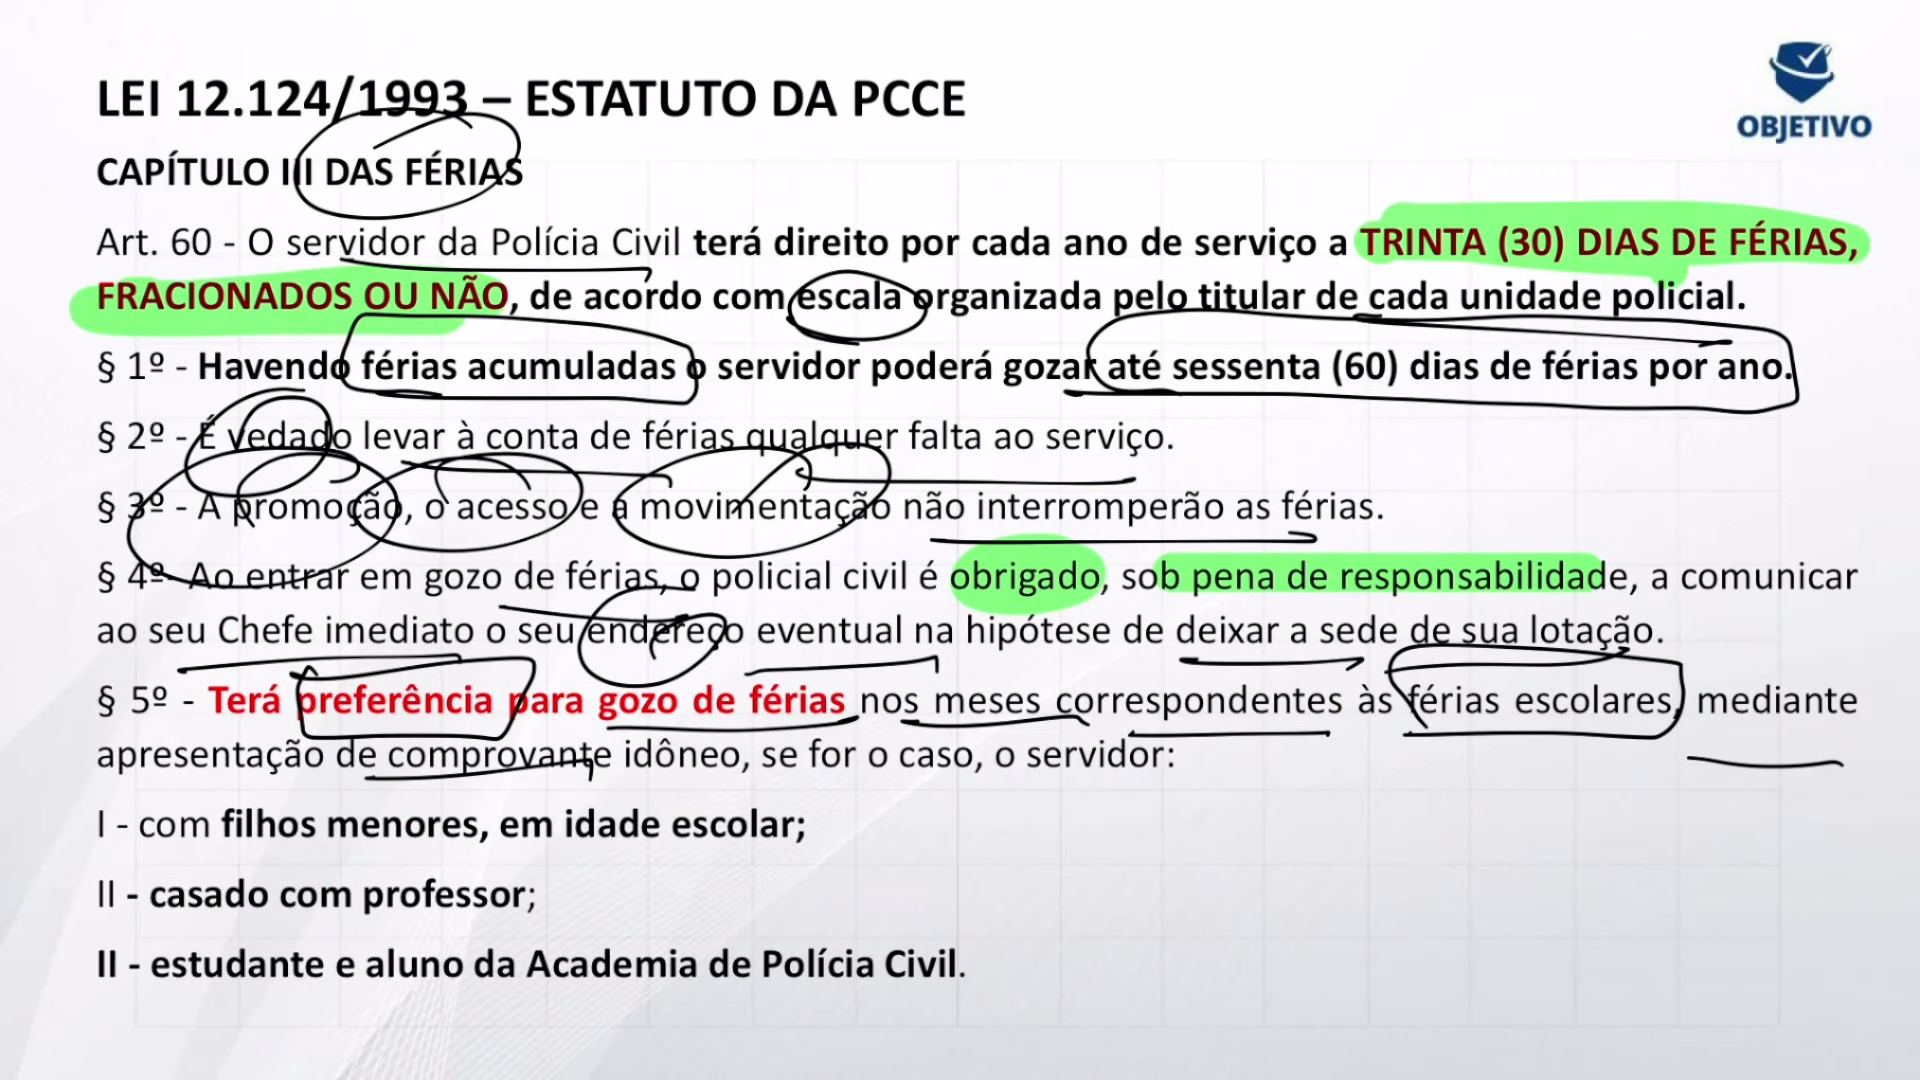 LEI 12.124/1993 – ESTATUTO DA PCCE
OBJETIVO
CAPÍTULO III DAS FÉRIAS
Art. 60 - O servidor da Polícia Civil terá direito por cada ano de serviço a TRINTA (30) DIAS DE FÉRIAS,
FRACIONADOS OU NÃO, de acordo com escala organizada pelo titular de cada unidade policial.
§ 1º - Havendo férias acumuladas o servidor poderá gozar até sessenta (60) dias de férias por ano.
§ 2º - É vedado levar à conta de férias qualquer falta ao serviço.
§ 3º - A promoção, o acesso e a movimentação não interromperão as férias.
§ 4º- Ao entrar em gozo de férias, o policial civil é obrigado, sob pena de responsabilidade, a comunicar
ao seu Chefe imediato o seu endereço eventual na hipótese de deixar a sede de sua lotação.
§ 5º - Terá preferência para gozo de férias nos meses correspondentes às férias escolares, mediante
apresentação de comprovante idôneo, se for o caso, o servidor:
I - com filhos menores, em idade escolar;
II - casado com professor;
II - estudante e aluno da Academia de Polícia Civil.